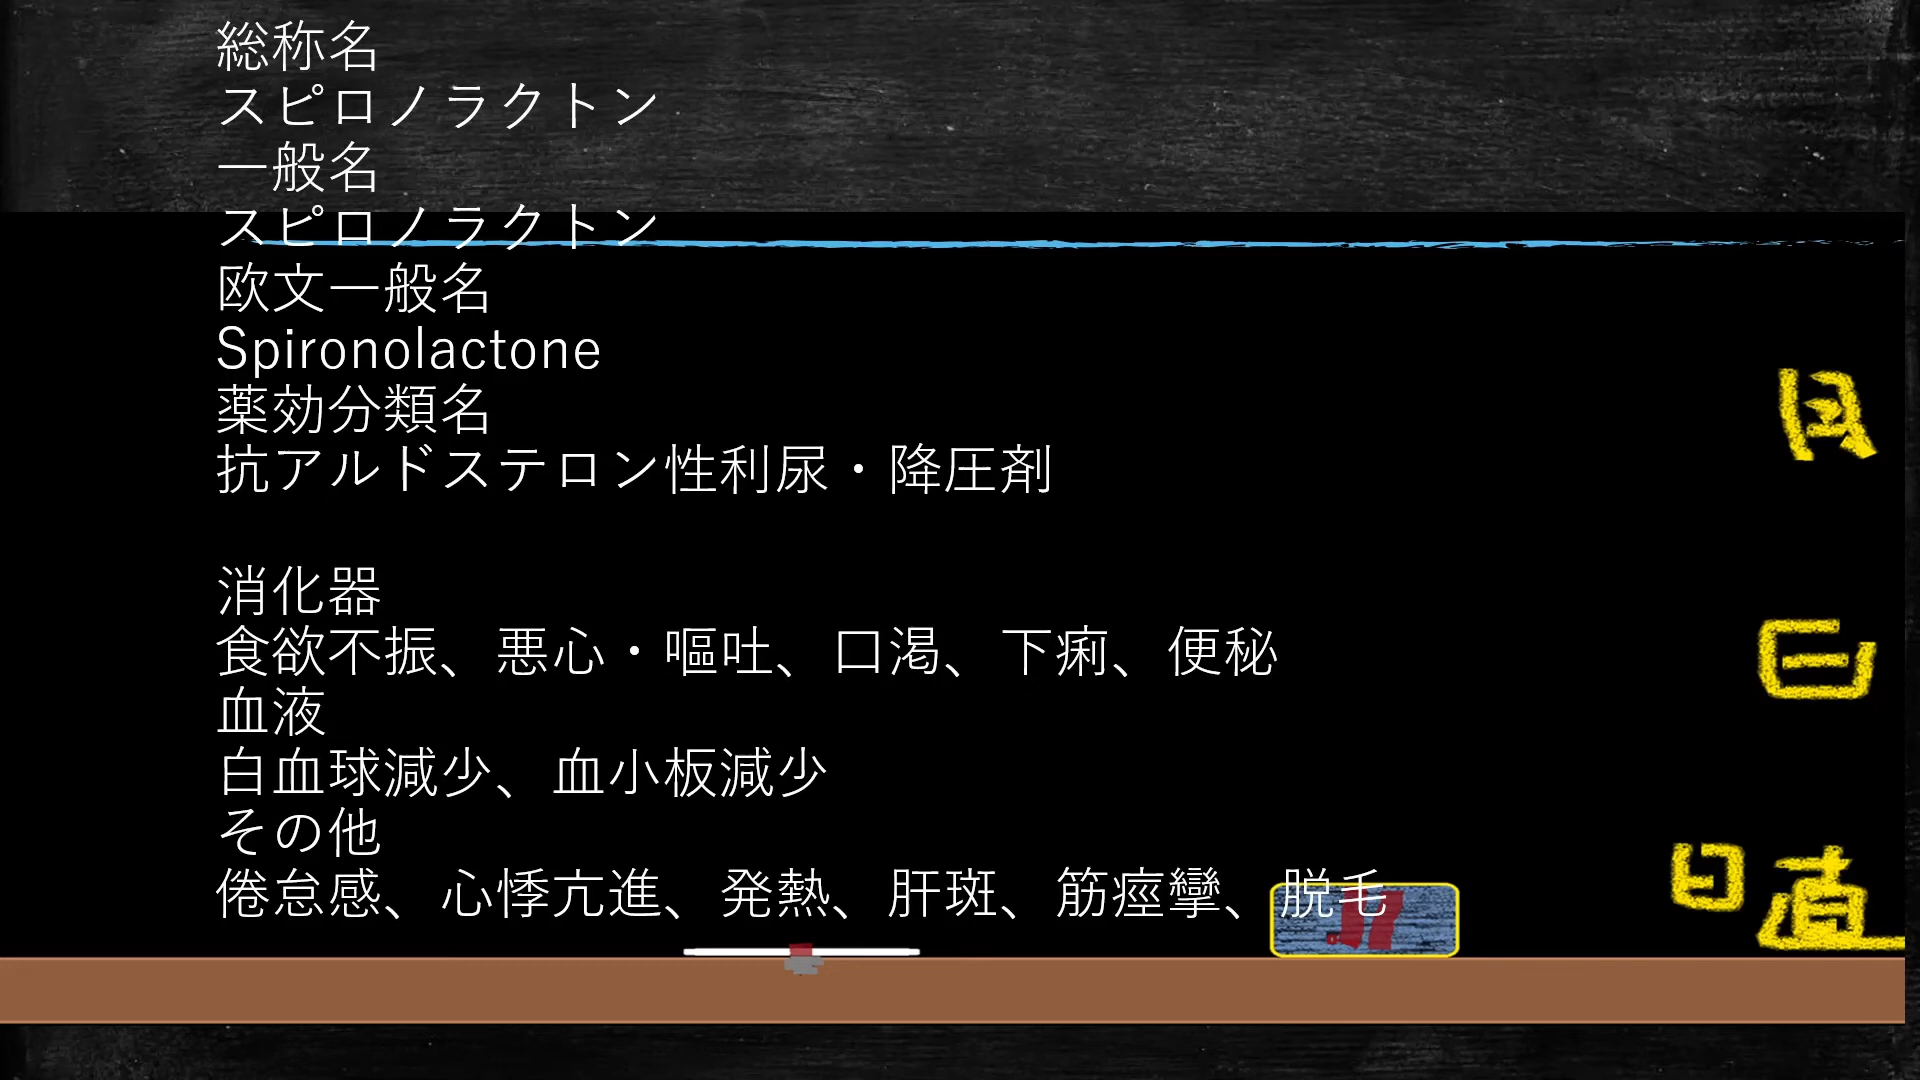 総称名
スピロノラクトン
一般名
スピロノラクトン
欧文一般名
Spironolactone
薬効分類名
抗アルドステロン性利尿・降圧剤
消化器
食欲不振、悪心・嘔吐、口渇、下痢、便秘
血液
白血球減少、血小板減少
その他
倦怠感、心悸亢進、発熱、肝斑、筋痙攣、脱毛
日直